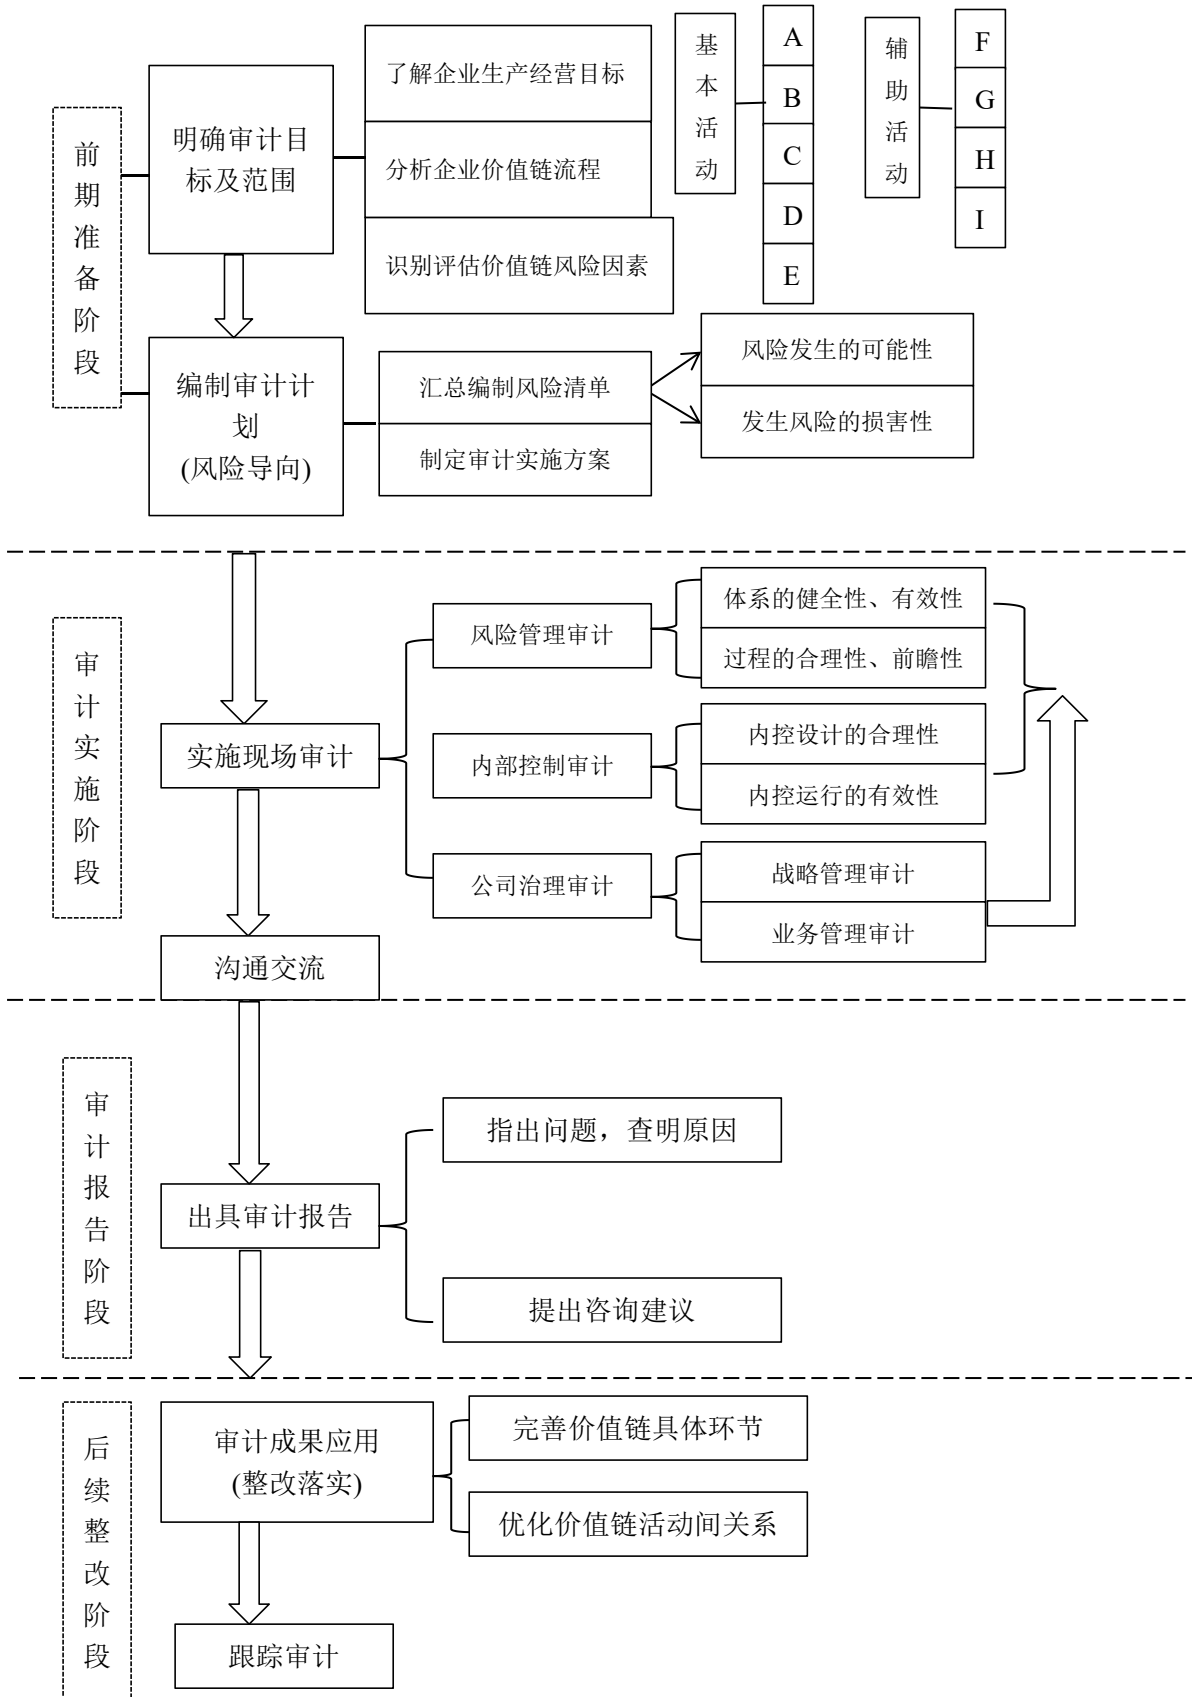 前期准备阶段
明确审计目
标及范围
了解企业生产经营目标
分析企业价值链流程
识别评估价值链风险因素
基本活动
A
B
C
D
E
辅助活动
F
G
H
I
编制审计计
划
(风险导向)
汇总编制风险清单
制定审计实施方案
风险发生的可能性
发生风险的损害性
审计实施阶段
实施现场审计
风险管理审计
体系的健全性、有效性
过程的合理性、前瞻性
内部控制审计
内控设计的合理性
内控运行的有效性
公司治理审计
战略管理审计
业务管理审计
沟通交流
审计报告阶段
出具审计报告
指出问题，查明原因
提出咨询建议
后续整改阶段
审计成果应用
(整改落实)
完善价值链具体环节
优化价值链活动间关系
跟踪审计